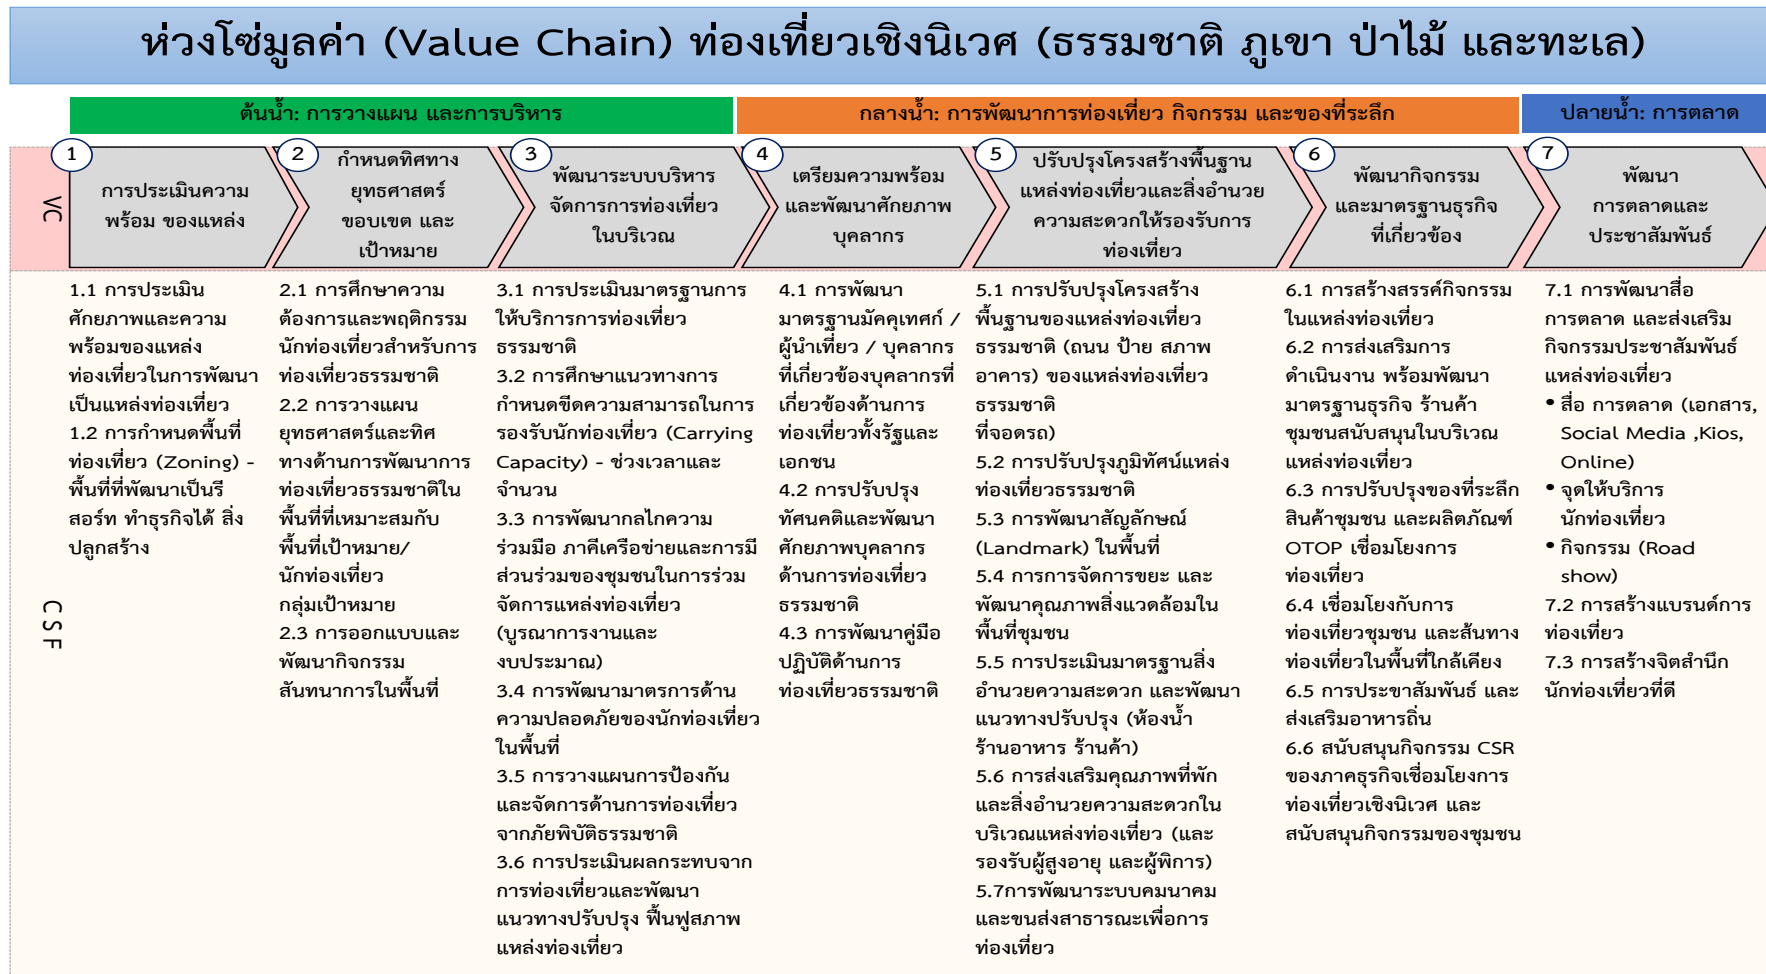 ห่วงโซ่มูลค่า (Value Chain) ท่องเที่ยวเชิงนิเวศ (ธรรมชาติ ภูเขา ป่าไม้ และทะเล)
ต้นน้ำ: การวางแผน และการบริหาร
กลางน้ำ: การพัฒนาการท่องเที่ยว กิจกรรม และของที่ระลึก
ปลายน้ำ: การตลาด
VC
1
การประเมินความ
พร้อม ของแหล่ง
2
กำหนดทิศทาง
ยุทธศาสตร์
ขอบเขต และ
เป้าหมาย
3
พัฒนาระบบบริหาร
จัดการการท่องเที่ยว
ในบริเวณ
4
เตรียมความพร้อม
และพัฒนาศักยภาพ
บุคลากร
5
ปรับปรุงโครงสร้างพื้นฐาน
แหล่งท่องเที่ยวและสิ่งอำนวย
ความสะดวกให้รองรับการ
ท่องเที่ยว
6
พัฒนากิจกรรม
และมาตรฐานธุรกิจ
ที่เกี่ยวข้อง
7
พัฒนา
การตลาดและ
ประชาสัมพันธ์
CSF
1.1 การประเมิน
ศักยภาพและความ
พร้อมของแหล่ง
ท่องเที่ยวในการพัฒนา
เป็นแหล่งท่องเที่ยว
1.2 การกำหนดพื้นที่
ท่องเที่ยว (Zoning) -
พื้นที่ที่พัฒนาเป็นรี
สอร์ท ทำธุรกิจได้ สิ่ง
ปลูกสร้าง
2.1 การศึกษาความ
ต้องการและพฤติกรรม
นักท่องเที่ยวสำหรับการ
ท่องเที่ยวธรรมชาติ
2.2 การวางแผน
ยุทธศาสตร์และทิศ
ทางด้านการพัฒนาการ
ท่องเที่ยวธรรมชาติใน
พื้นที่ที่เหมาะสมกับ
พื้นที่เป้าหมาย/
นักท่องเที่ยว
กลุ่มเป้าหมาย
2.3 การออกแบบและ
พัฒนากิจกรรม
สันทนาการในพื้นที่
3.1 การประเมินมาตรฐานการ
ให้บริการการท่องเที่ยว
ธรรมชาติ
3.2 การศึกษาแนวทางการ
กำหนดขีดความสามารถในการ
รองรับนักท่องเที่ยว (Carrying
Capacity) - ช่วงเวลาและ
จำนวน
3.3 การพัฒนากลไกความ
ร่วมมือ ภาคีเครือข่ายและการมี
ส่วนร่วมของชุมชนในการร่วม
จัดการแหล่งท่องเที่ยว
(บูรณาการงานและ
งบประมาณ)
3.4 การพัฒนามาตรการด้าน
ความปลอดภัยของนักท่องเที่ยว
ในพื้นที่
3.5 การวางแผนการป้องกัน
และจัดการด้านการท่องเที่ยว
จากภัยพิบัติธรรมชาติ
3.6 การประเมินผลกระทบจาก
การท่องเที่ยวและพัฒนา
แนวทางปรับปรุง ฟื้นฟูสภาพ
แหล่งท่องเที่ยว
4.1 การพัฒนา
มาตรฐานมัคคุเทศก์ /
ผู้นำเที่ยว / บุคลากร
ที่เกี่ยวข้องบุคลากรที่
เกี่ยวข้องด้านการ
ท่องเที่ยวทั้งรัฐและ
เอกชน
4.2 การปรับปรุง
ทัศนคติและพัฒนา
ศักยภาพบุคลากร
ด้านการท่องเที่ยว
ธรรมชาติ
4.3 การพัฒนาคู่มือ
ปฏิบัติด้านการ
ท่องเที่ยวธรรมชาติ
5.1 การปรับปรุงโครงสร้าง
พื้นฐานของแหล่งท่องเที่ยว
ธรรมชาติ (ถนน ป้าย สภาพ
อาคาร) ของแหล่งท่องเที่ยว
ธรรมชาติ
ที่จอดรถ)
5.2 การปรับปรุงภูมิทัศน์แหล่ง
ท่องเที่ยวธรรมชาติ
5.3 การพัฒนาสัญลักษณ์
(Landmark) ในพื้นที่
5.4 การการจัดการขยะ และ
พัฒนาคุณภาพสิ่งแวดล้อมใน
พื้นที่ชุมชน
5.5 การประเมินมาตรฐานสิ่ง
อำนวยความสะดวก และพัฒนา
แนวทางปรับปรุง (ห้องน้ำ
ร้านอาหาร ร้านค้า)
5.6 การส่งเสริมคุณภาพที่พัก
และสิ่งอำนวยความสะดวกใน
บริเวณแหล่งท่องเที่ยว (และ
รองรับผู้สูงอายุ และผู้พิการ)
5.7การพัฒนาระบบคมนาคม
และขนส่งสาธารณะเพื่อการ
ท่องเที่ยว
6.1 การสร้างสรรค์กิจกรรม
ในแหล่งท่องเที่ยว
6.2 การส่งเสริมการ
ดำเนินงาน พร้อมพัฒนา
มาตรฐานธุรกิจ ร้านค้า
ชุมชนสนับสนุนในบริเวณ
แหล่งท่องเที่ยว
6.3 การปรับปรุงของที่ระลึก
สินค้าชุมชน และผลิตภัณฑ์
OTOP เชื่อมโยงการ
ท่องเที่ยว
6.4 เชื่อมโยงกับการ
ท่องเที่ยวชุมชน และส้นทาง
ท่องเที่ยวในพื้นที่ใกล้เคียง
6.5 การประขาสัมพันธ์ และ
ส่งเสริมอาหารถิ่น
6.6 สนับสนุนกิจกรรม CSR
ของภาคธุรกิจเชื่อมโยงการ
ท่องเที่ยวเชิงนิเวศ และ
สนับสนุนกิจกรรมของชุมชน
7.1 การพัฒนาสื่อ
การตลาด และส่งเสริม
กิจกรรมประชาสัมพันธ์
แหล่งท่องเที่ยว
• สื่อ การตลาด (เอกสาร,
Social Media ,Kios,
Online)
• จุดให้บริการ
นักท่องเที่ยว
• กิจกรรม (Road
show)
7.2 การสร้างแบรนด์การ
ท่องเที่ยว
7.3 การสร้างจิตสำนึก
นักท่องเที่ยวที่ดี